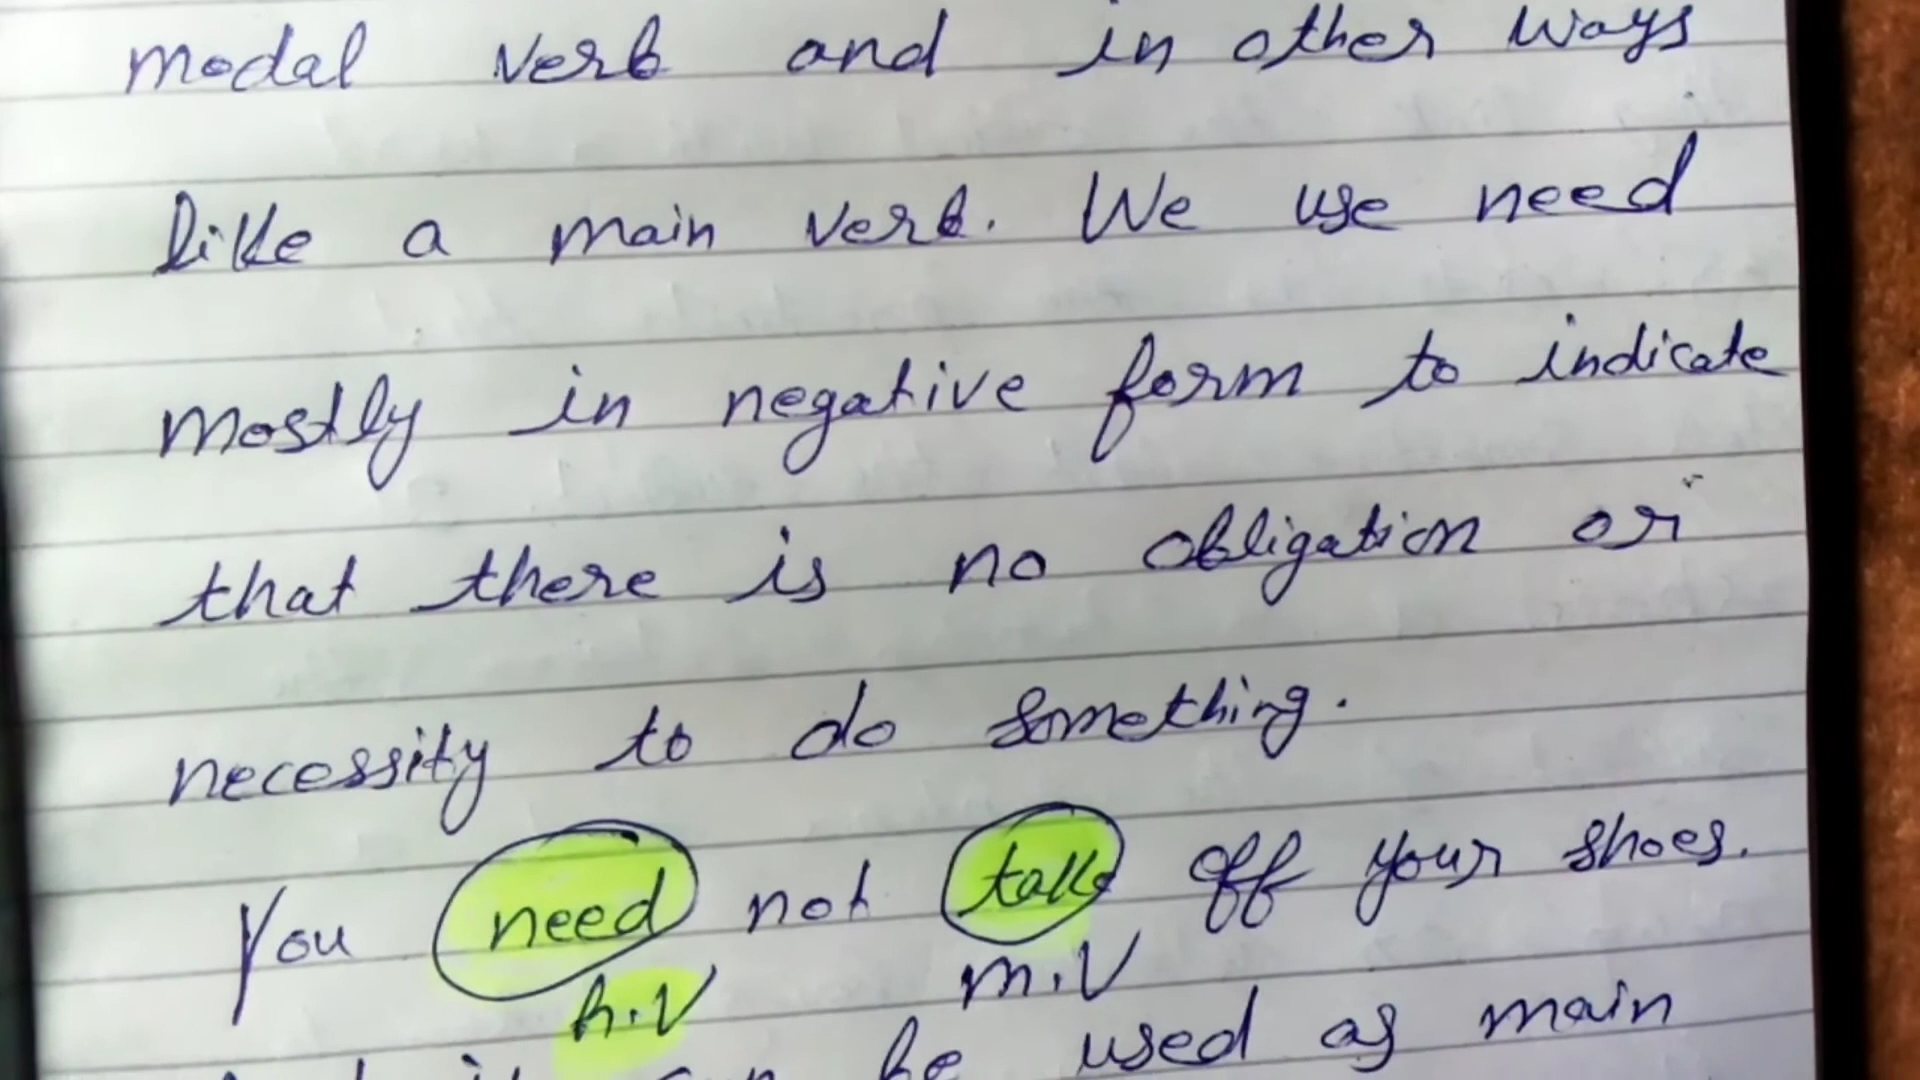 modal verb and in other ways
like a main verb. We use need
mostly in negative form to indicate
that there is no obligation or
necessity to do something.
You need not take off your shoes.
h.V m.V
be used as main